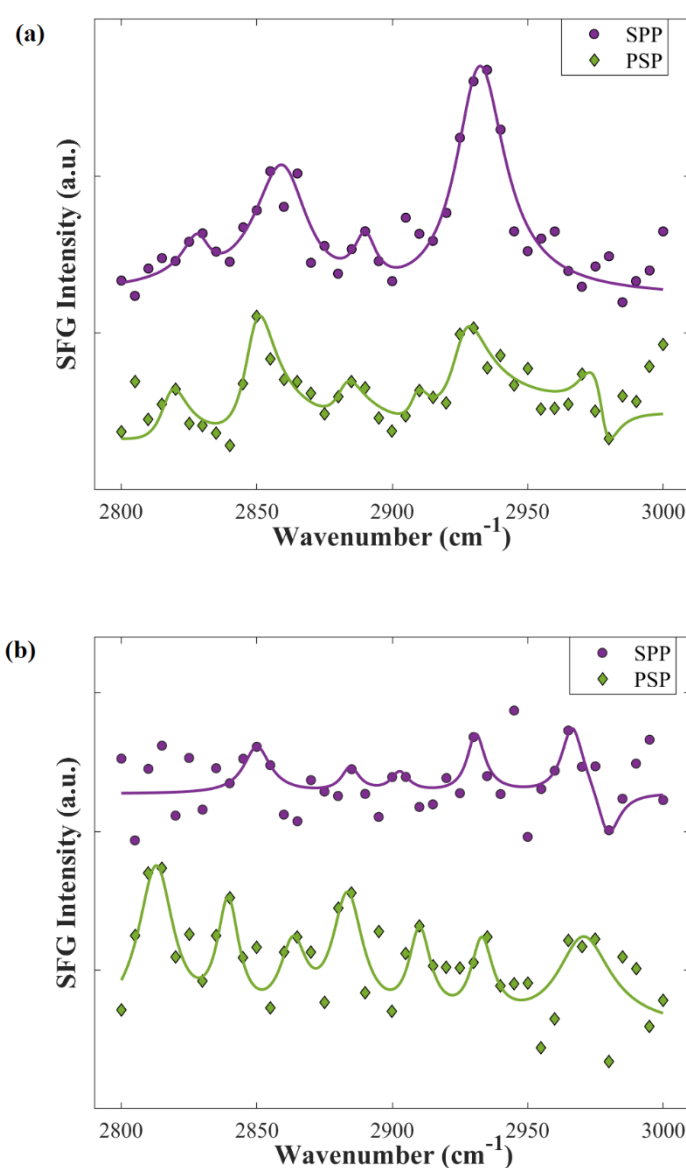 (a)
SPP
PSP
SFG Intensity (a.u.)
2800 2850 2900 2950 3000
Wavenumber (cm⁻¹)
(b)
SPP
PSP
SFG Intensity (a.u.)
2800 2850 2900 2950 3000
Wavenumber (cm⁻¹)